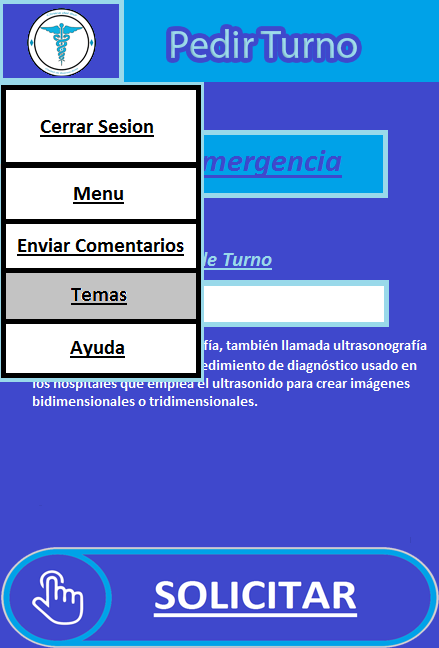 Pedir Turno
Cerrar Sesion
Menu
Enviar Comentarios
Temas
Ayuda
mergencia
de Turno
fía, también llamada ultrasonografía
edimiento de diagnóstico usado en
los hospitales que emplea el ultrasonido para crear imágenes
bidimensionales o tridimensionales.
SOLICITAR